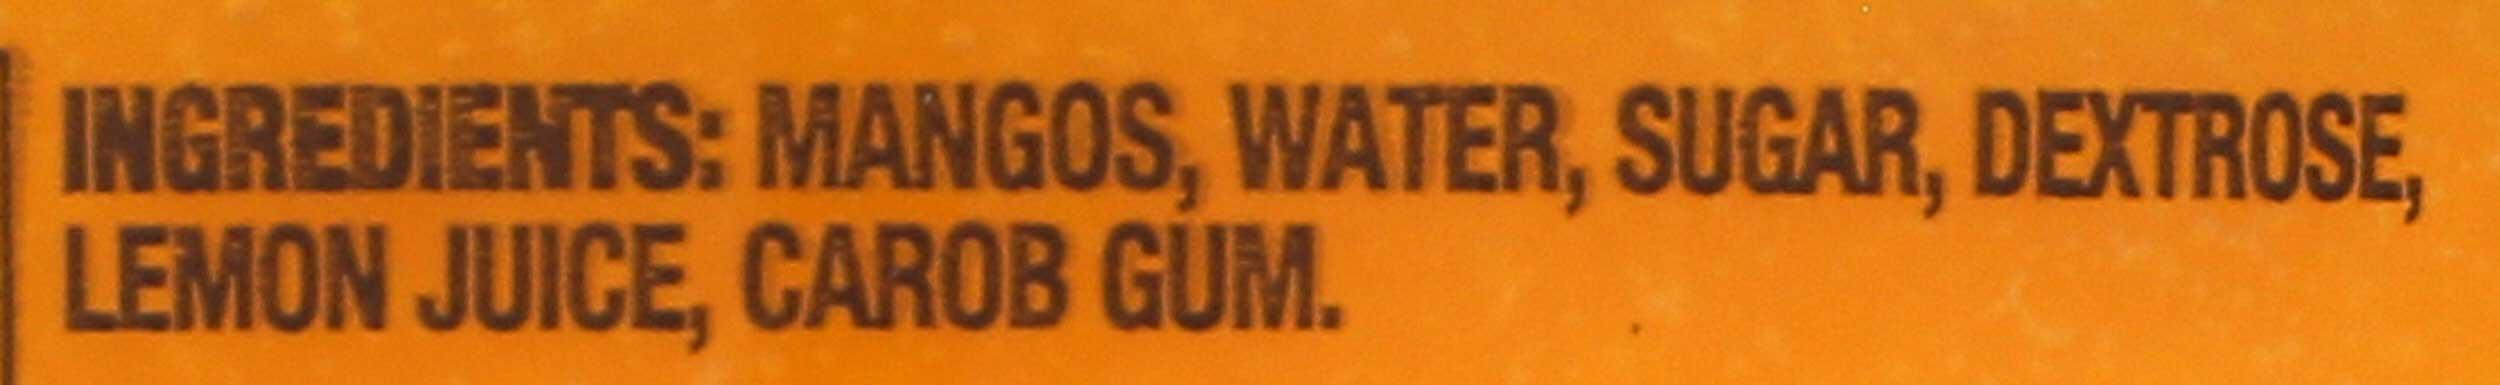 INGREDIENTS: MANGOS, WATER, SUGAR, DEXTROSE,
LEMON JUICE, CAROB GUM.